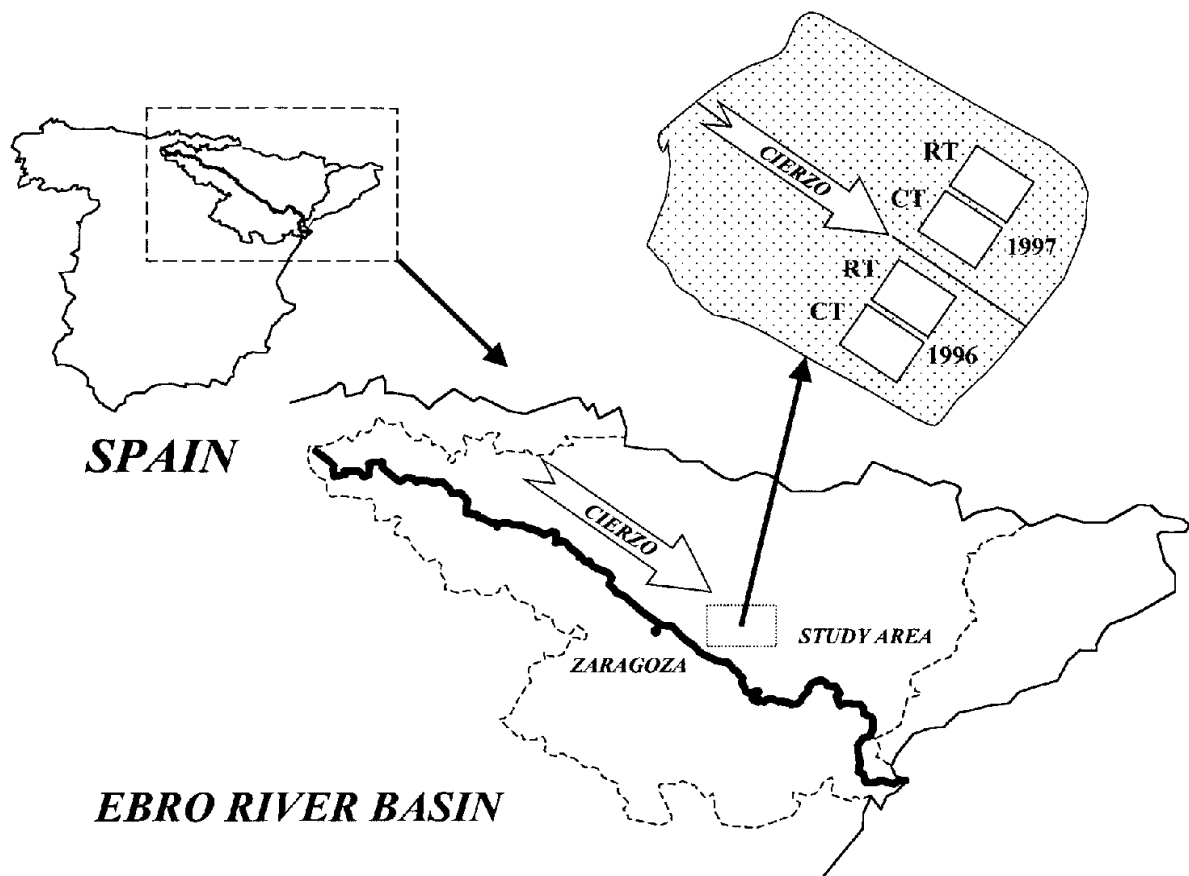 RT
CIERZO
CT
1997
RT
CT
1996
SPAIN
CIERZO
STUDY AREA
ZARAGOZA
EBRO RIVER BASIN